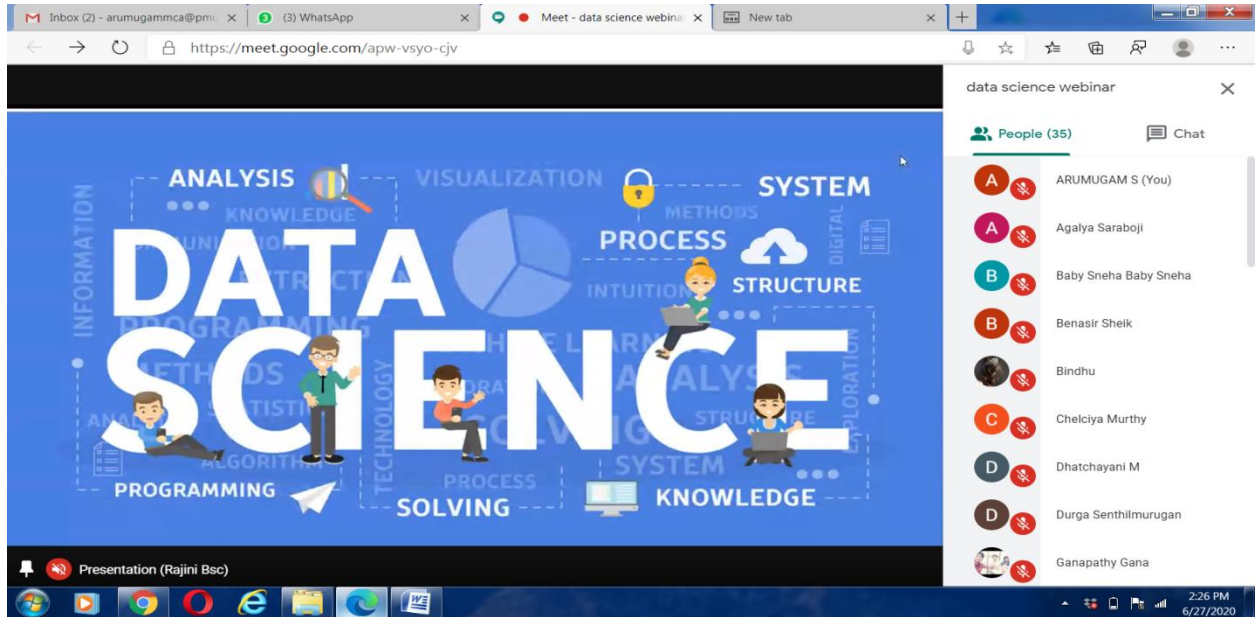 Inbox (2) - arumugammca@pmu
(3) WhatsApp
Meet - data science webina
New tab
https://meet.google.com/apw-vsyo-cjv
data science webinar
People (35)
Chat
ARUMUGAM S (You)
Agalya Saraboji
Baby Sneha Baby Sneha
Benasir Sheik
Bindhu
Chelciya Murthy
Dhatchayani M
Durga Senthilmurugan
Ganapathy Gana
ANALYSIS
VISUALIZATION
SYSTEM
KNOWLEDGE
METHODS
DIGITAL
INFORMATION
PROCESS
DATA
INTUITION
STRUCTURE
PROGRAMMING
SCIENCE
TECHNOLOGY
EXPLORATION
SYSTEM
PROCESS
PROGRAMMING
SOLVING
KNOWLEDGE
Presentation (Rajini Bsc)
2:26 PM
6/27/2020